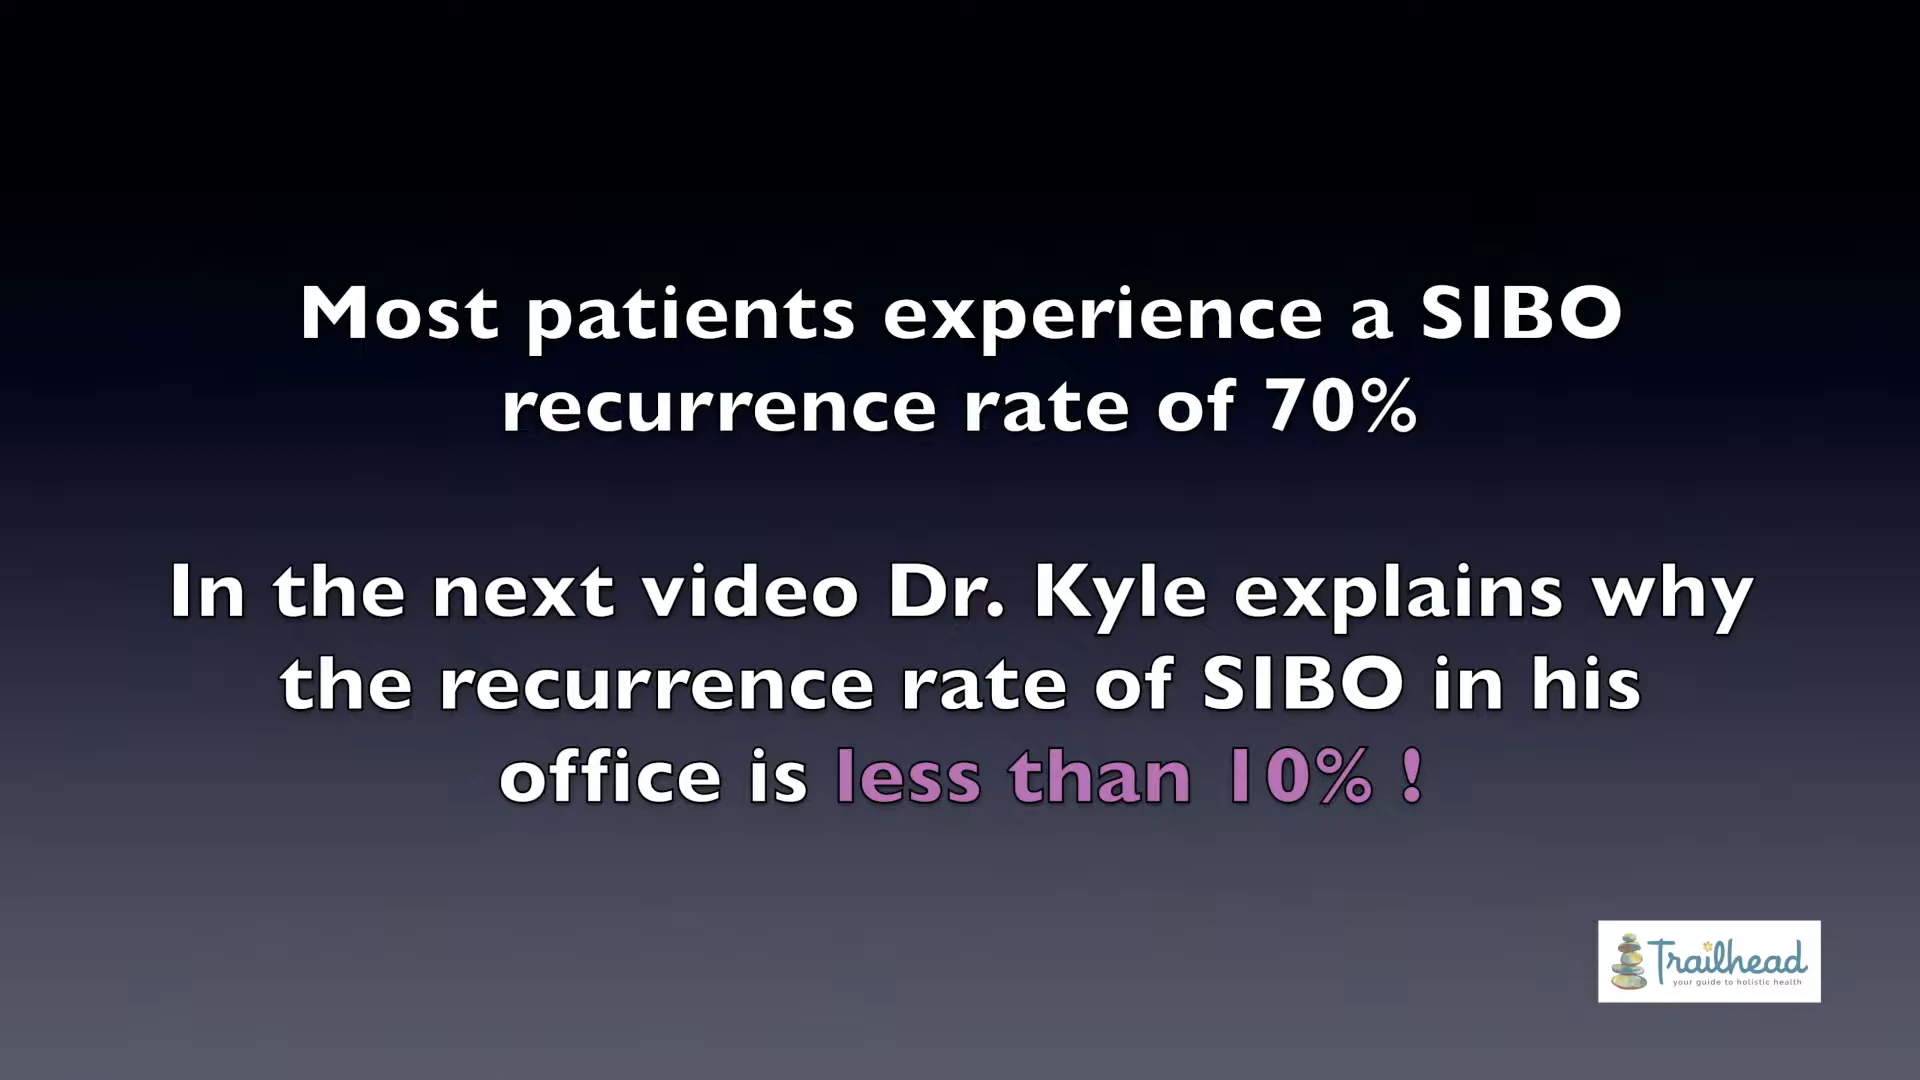 Most patients experience a SIBO
recurrence rate of 70%
In the next video Dr. Kyle explains why
the recurrence rate of SIBO in his
office is less than 10% !
Trailhead
your guide to holistic health